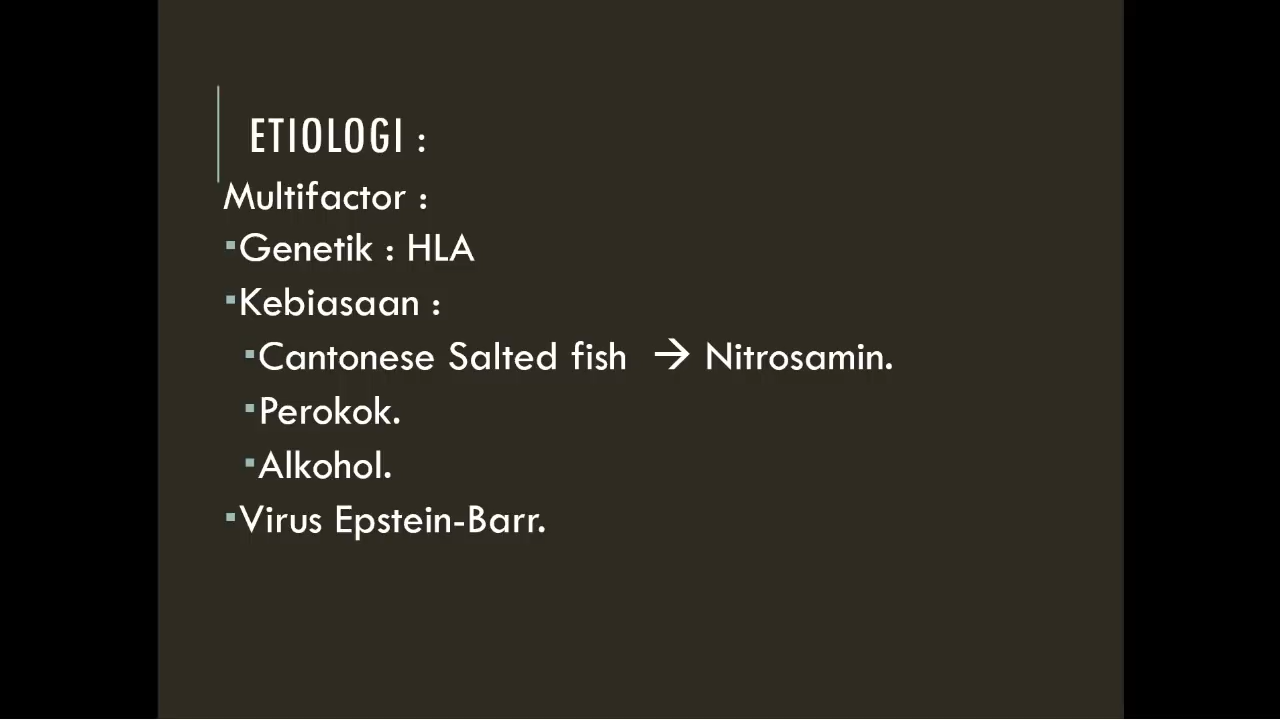 ETIOLOGI :
Multifactor :
▪Genetik : HLA
▪Kebiasaan :
▪Cantonese Salted fish → Nitrosamin.
▪Perokok.
▪Alkohol.
▪Virus Epstein-Barr.